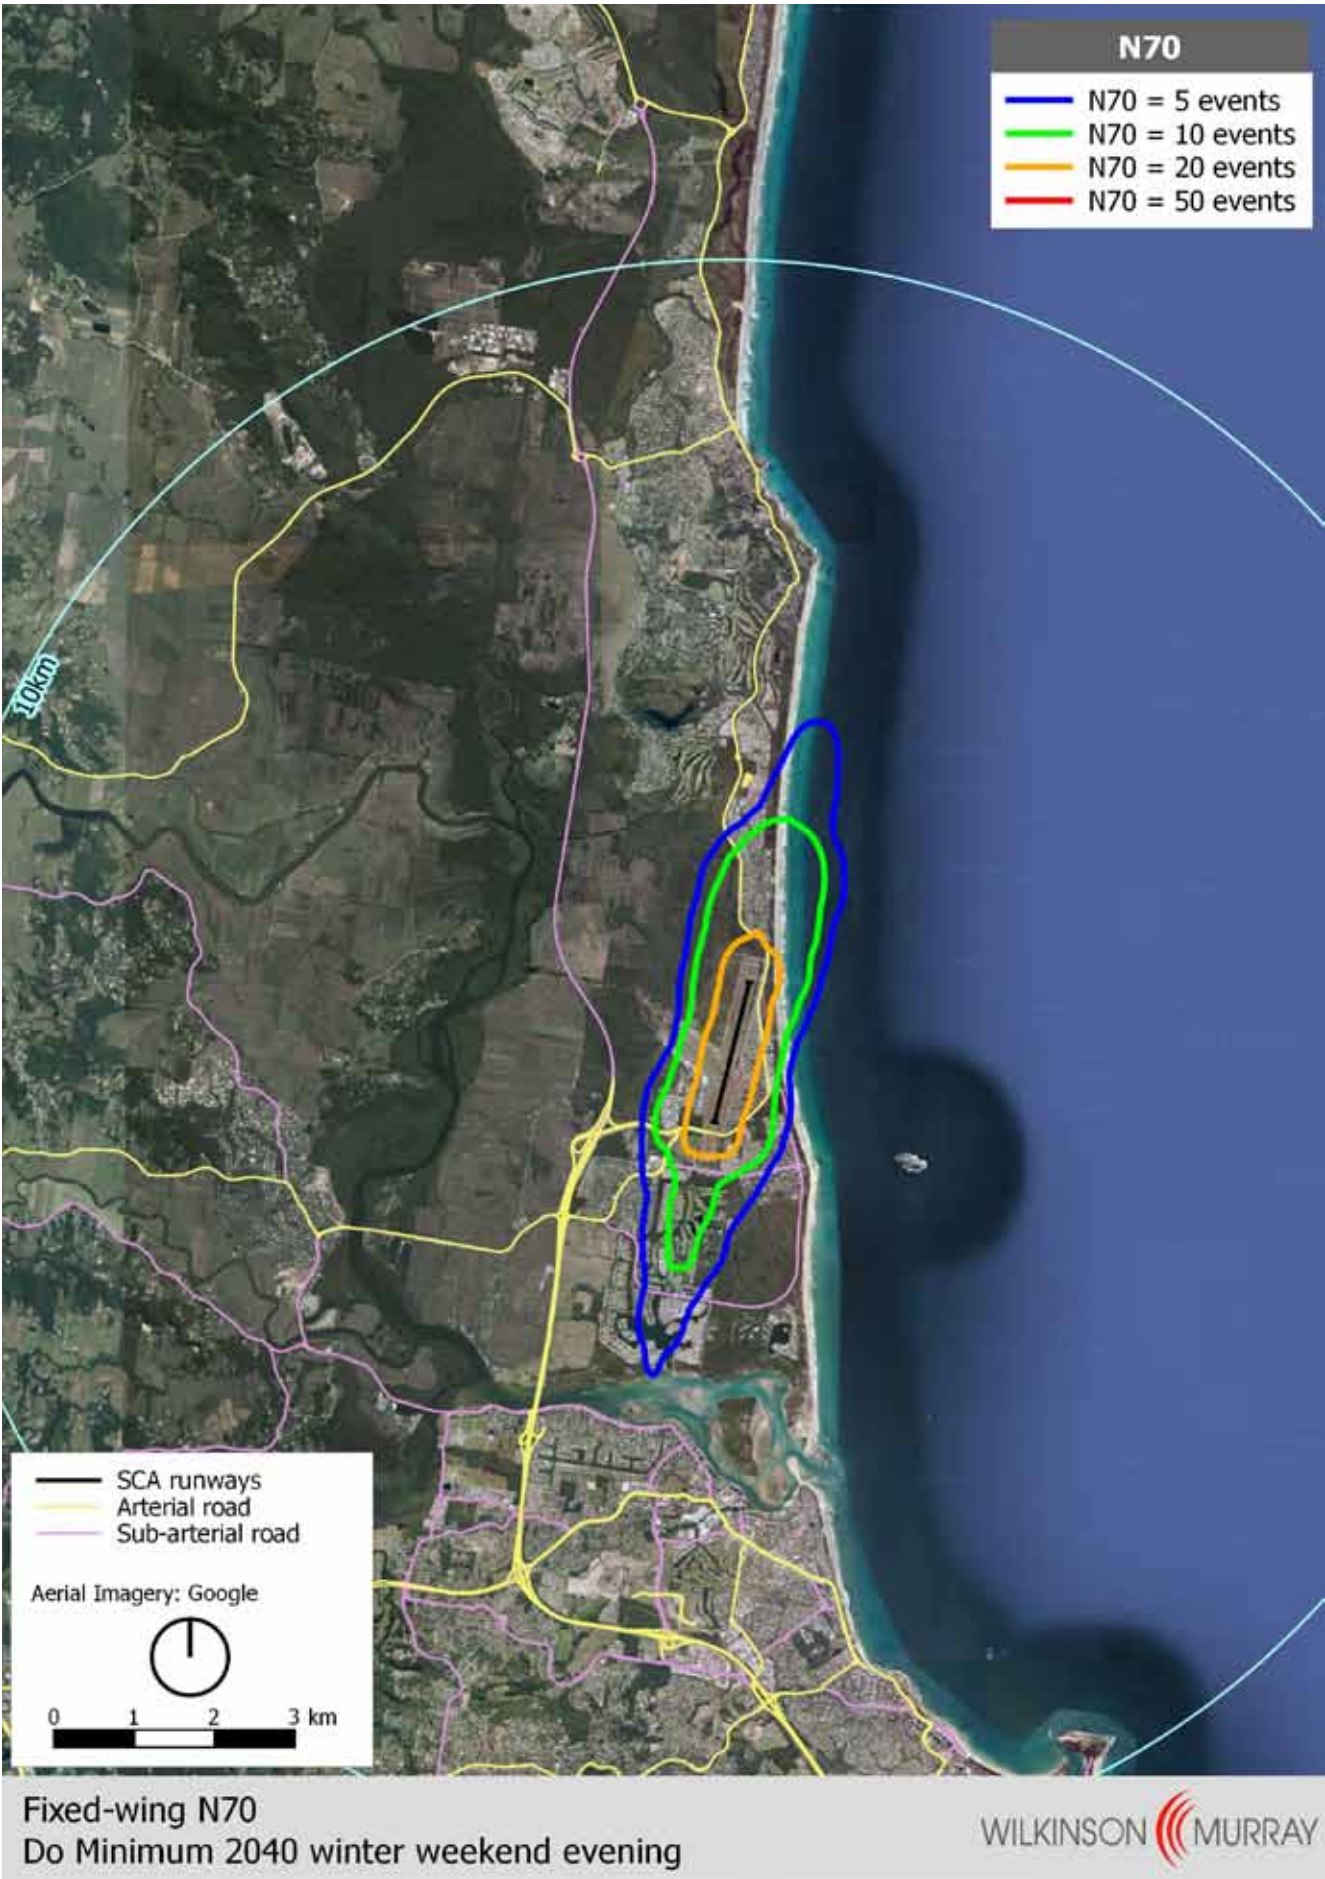 N70
N70 = 5 events
N70 = 10 events
N70 = 20 events
N70 = 50 events
10km
SCA runways
Arterial road
Sub-arterial road
Aerial Imagery: Google
0 1 2 3 km
Fixed-wing N70
Do Minimum 2040 winter weekend evening
WILKINSON MURRAY